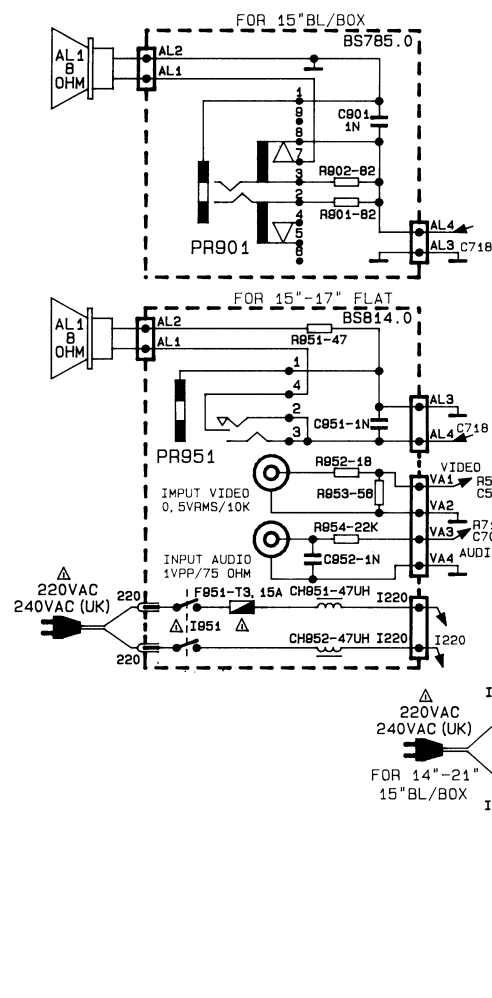 FOR 15"BL/BOX
BS785.0
AL1
8
OHM
AL2
AL1
1
9
8
7
3
2
4
5
6
C901
1N
R902-82
R901-82
PR901
AL4
AL3
C718
FOR 15"-17" FLAT
BS814.0
AL1
8
OHM
AL2
AL1
R951-47
1
4
2
3
C951-1N
PR951
AL3
C718
AL4
VIDEO
IMPUT VIDEO
0,5VRMS/10K
R952-18
R953-56
VA1
R5
C5
VA2
INPUT AUDIO
1VPP/75 OHM
R954-22K
C952-1N
VA3
R7
C70
AUDI
VA4
220VAC
240VAC (UK)
220
F951-T3,15A
CH951-47UH
I220
I951
CH952-47UH
I220
I220
220
220VAC
240VAC (UK)
FOR 14"-21"
15"BL/BOX
I
I